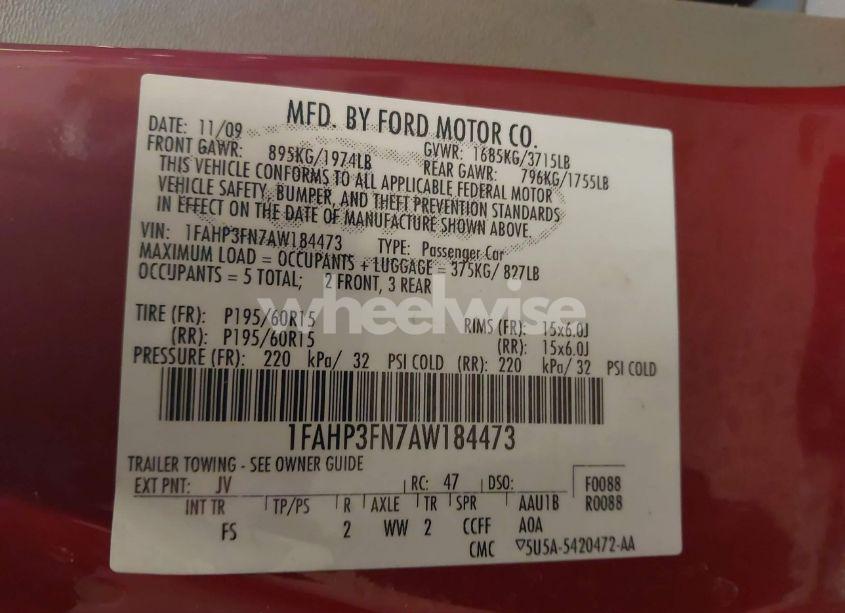 MFD. BY FORD MOTOR CO.
DATE: 11/09 GVWR: 1685KG/3715LB
FRONT GAWR: 895KG/1974LB REAR GAWR: 796KG/1755LB
THIS VEHICLE CONFORMS TO ALL APPLICABLE FEDERAL MOTOR
VEHICLE SAFETY, BUMPER, AND THEFT PREVENTION STANDARDS
IN EFFECT ON THE DATE OF MANUFACTURE SHOWN ABOVE.
VIN: 1FAHP3FN7AW184473 TYPE: Passenger Car
MAXIMUM LOAD = OCCUPANTS + LUGGAGE = 375KG/ 827LB
OCCUPANTS = 5 TOTAL; 2 FRONT, 3 REAR
wheelwise
TIRE (FR): P195/60R15 RIMS (FR): 15x6.0J
(RR): P195/60R15 (RR): 15x6.0J
PRESSURE (FR): 220 kPa/ 32 PSI COLD (RR): 220 kPa/ 32 PSI COLD
1FAHP3FN7AW184473
TRAILER TOWING - SEE OWNER GUIDE
EXT PNT: JV RC: 47 DSO: F0088
INT TR TP/PS R AXLE TR SPR AAU1B R0088
FS 2 WW 2 CCFF AOA
CMC ▽5U5A-5420472-AA